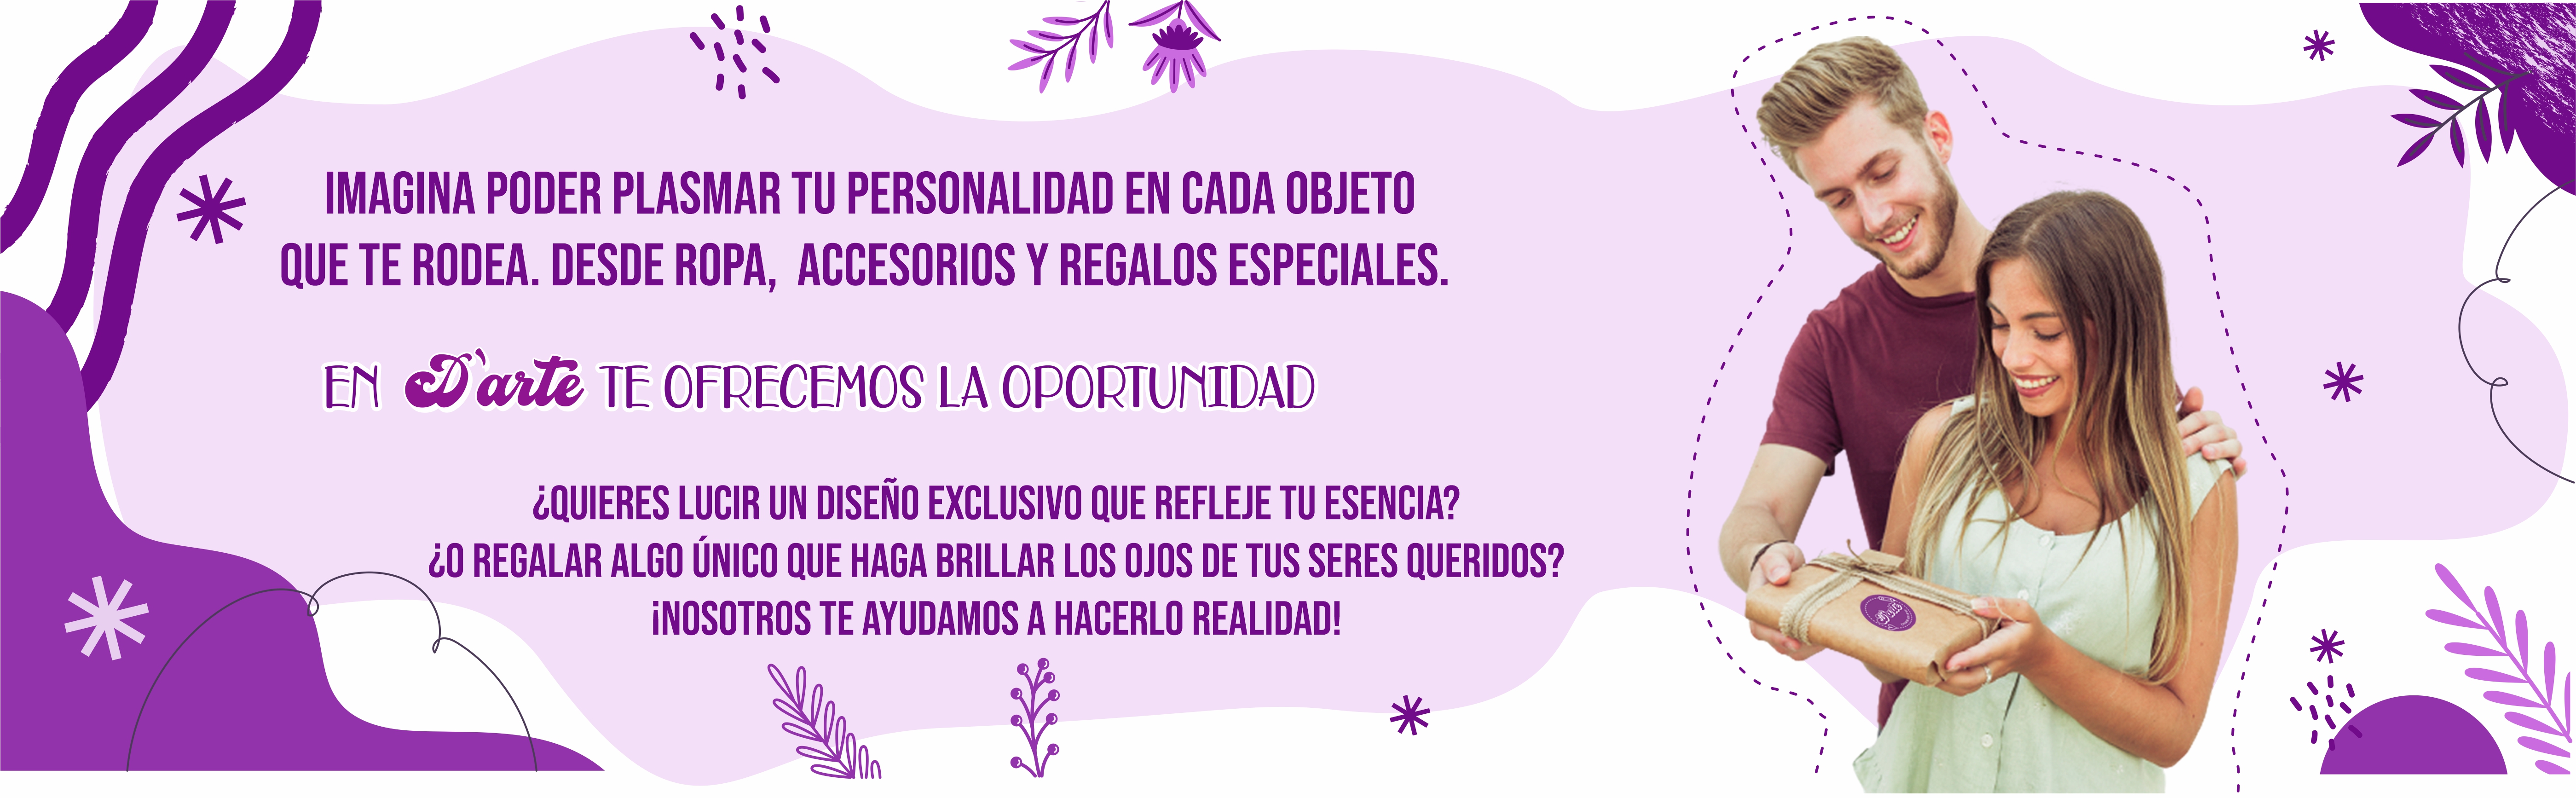 IMAGINA PODER PLASMAR TU PERSONALIDAD EN CADA OBJETO
QUE TE RODEA. DESDE ROPA,  ACCESORIOS Y REGALOS ESPECIALES.
EN D'arte TE OFRECEMOS LA OPORTUNIDAD
¿QUIERES LUCIR UN DISEÑO EXCLUSIVO QUE REFLEJE TU ESENCIA?
¿O REGALAR ALGO ÚNICO QUE HAGA BRILLAR LOS OJOS DE TUS SERES QUERIDOS?
¡NOSOTROS TE AYUDAMOS A HACERLO REALIDAD!
D'arte